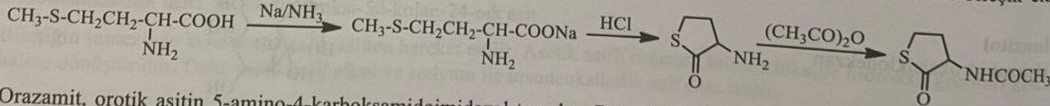 CH₃-S-CH₂CH₂-CH-COOH Na/NH₃ CH₃-S-CH₂CH₂-CH-COONa HCl S NH₂ (CH₃CO)₂O S NHCOCH₃
NH₂ NH₂ O O
Orazamit, orotik asitin 5-amino-4-karboksamidoimidazol